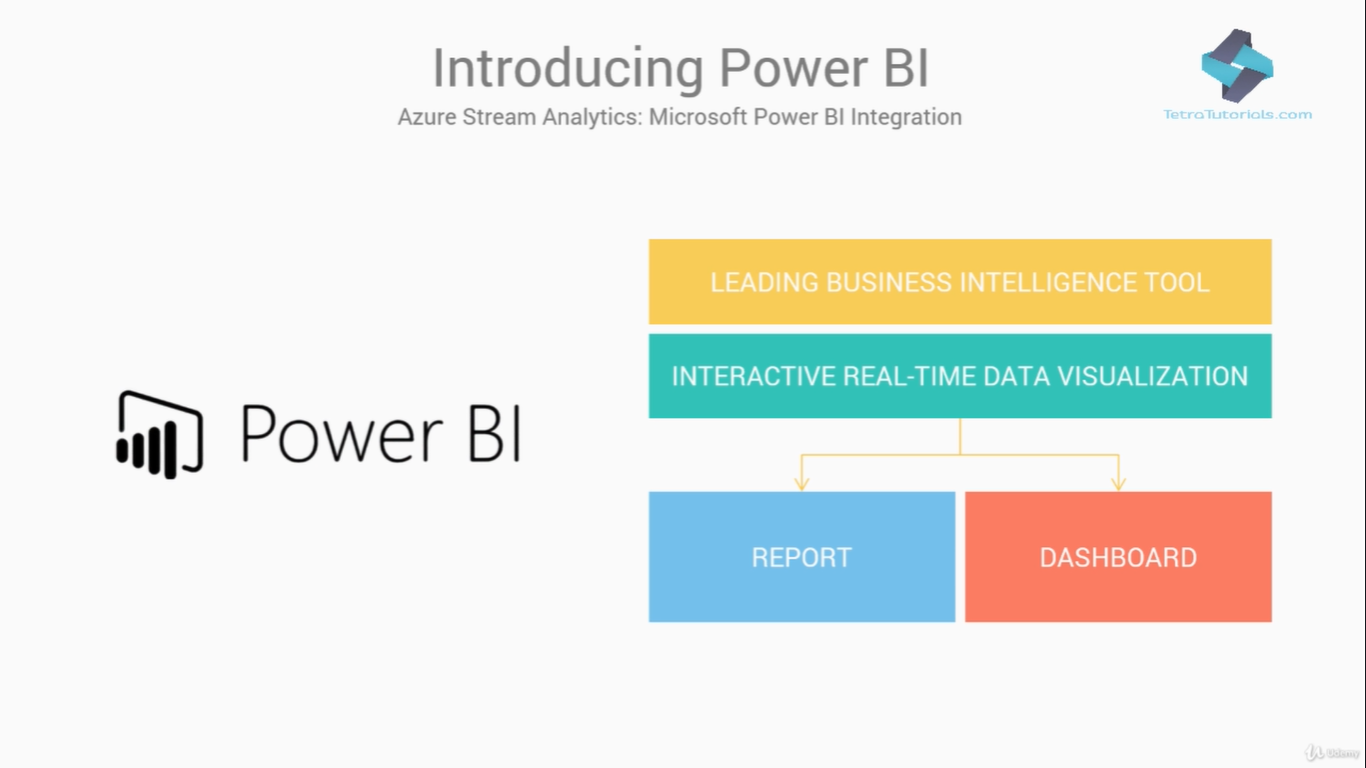 Introducing Power BI
Azure Stream Analytics: Microsoft Power BI Integration
TetraTutorials.com
LEADING BUSINESS INTELLIGENCE TOOL
INTERACTIVE REAL-TIME DATA VISUALIZATION
Power BI
REPORT
DASHBOARD
Udemy